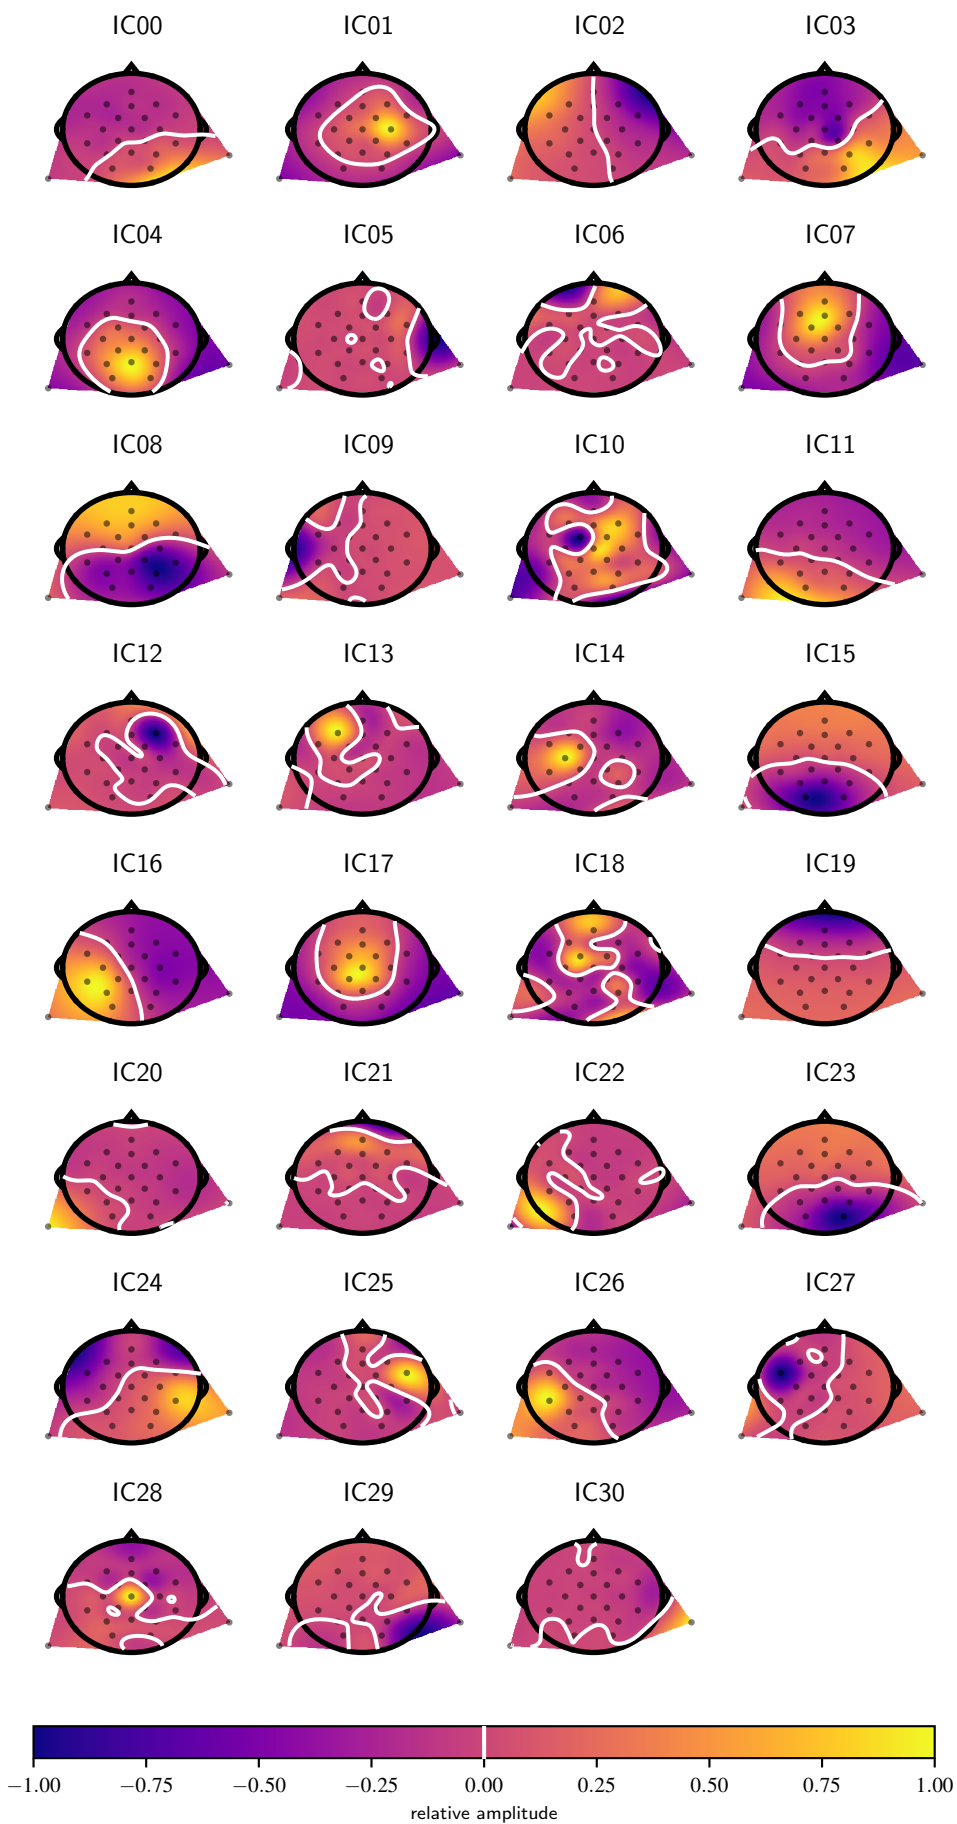 IC00 IC01 IC02 IC03
IC04 IC05 IC06 IC07
IC08 IC09 IC10 IC11
IC12 IC13 IC14 IC15
IC16 IC17 IC18 IC19
IC20 IC21 IC22 IC23
IC24 IC25 IC26 IC27
IC28 IC29 IC30
−1.00 −0.75 −0.50 −0.25 0.00 0.25 0.50 0.75 1.00
relative amplitude